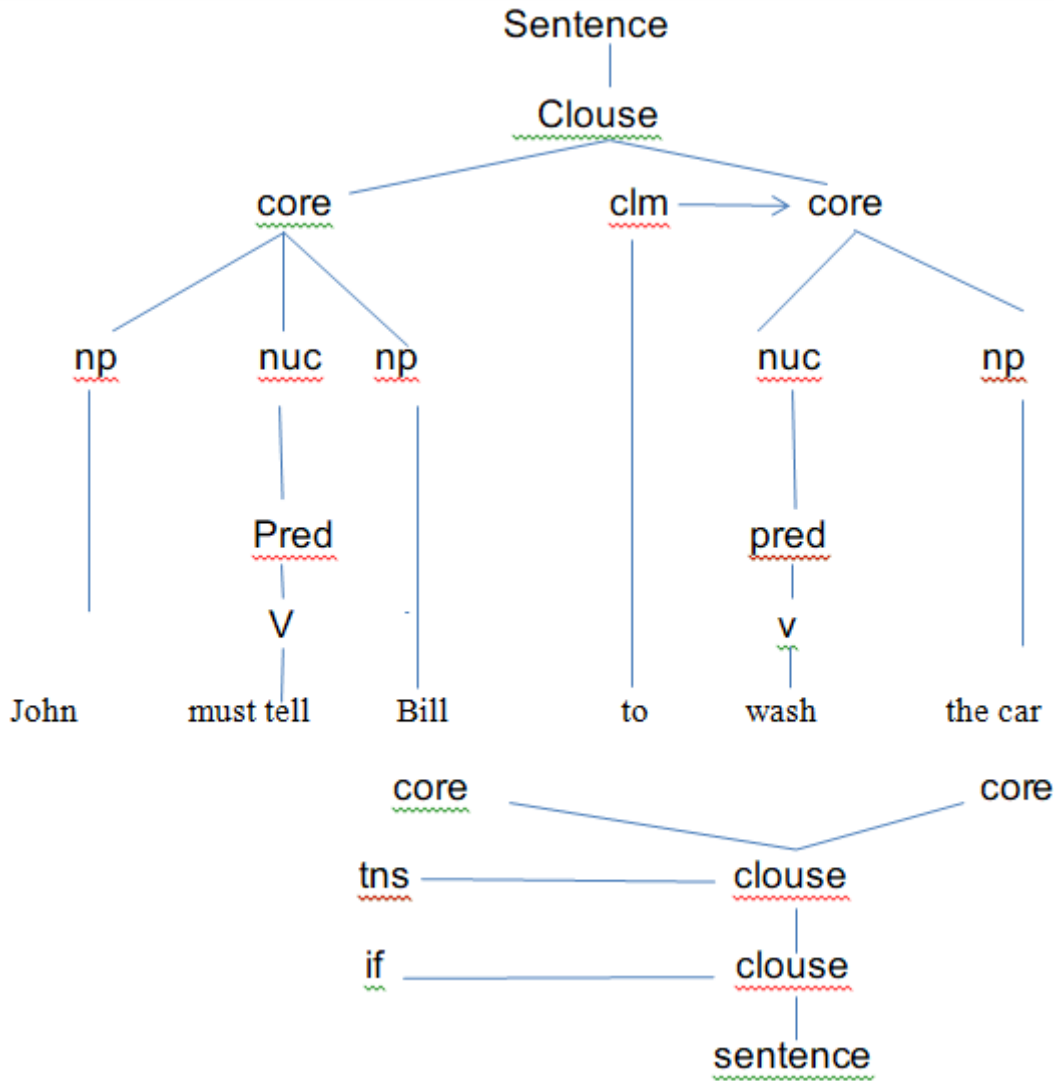 Sentence
Clouse
core clm core
np nuc np nuc np
Pred pred
V v
John must tell Bill to wash the car
core core
tns clouse
if clouse
sentence